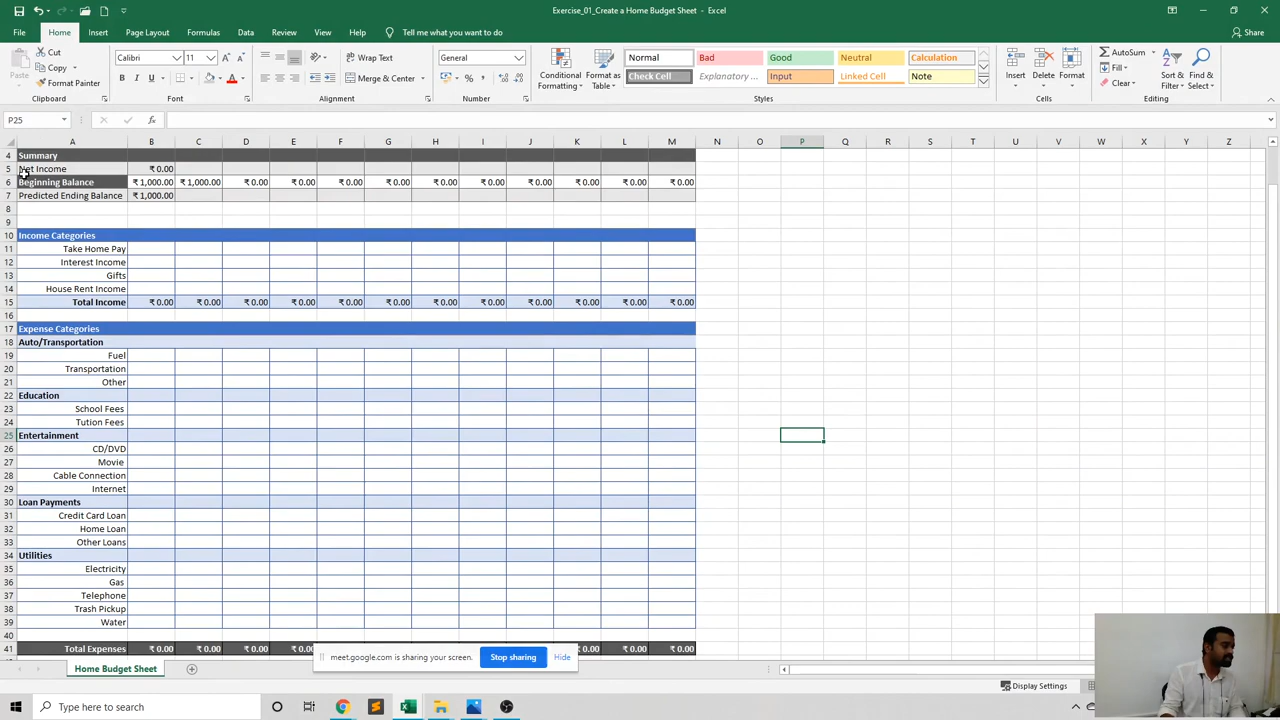 Exercise_01_Create a Home Budget Sheet - Excel
File Home Insert Page Layout Formulas Data Review View Help Tell me what you want to do Share
Paste Cut Copy Format Painter Clipboard
Calibri 11 B I U A Font
Wrap Text Merge & Center Alignment
General % Number
Conditional Formatting Format as Table
Normal Bad Good Neutral Calculation
Check Cell Explanatory ... Input Linked Cell Note
Styles
Insert Delete Format Cells
AutoSum Fill Clear Sort & Filter Find & Select Editing
P25 fx
A B C D E F G H I J K L M N O P Q R S T U V W X Y Z
4 Summary
5 Net Income ₹ 0.00
6 Beginning Balance ₹ 1,000.00 ₹ 1,000.00 ₹ 0.00 ₹ 0.00 ₹ 0.00 ₹ 0.00 ₹ 0.00 ₹ 0.00 ₹ 0.00 ₹ 0.00 ₹ 0.00 ₹ 0.00
7 Predicted Ending Balance ₹ 1,000.00
8
9
10 Income Categories
11 Take Home Pay
12 Interest Income
13 Gifts
14 House Rent Income
15 Total Income ₹ 0.00 ₹ 0.00 ₹ 0.00 ₹ 0.00 ₹ 0.00 ₹ 0.00 ₹ 0.00 ₹ 0.00 ₹ 0.00 ₹ 0.00 ₹ 0.00 ₹ 0.00
16
17 Expense Categories
18 Auto/Transportation
19 Fuel
20 Transportation
21 Other
22 Education
23 School Fees
24 Tution Fees
25 Entertainment
26 CD/DVD
27 Movie
28 Cable Connection
29 Internet
30 Loan Payments
31 Credit Card Loan
32 Home Loan
33 Other Loans
34 Utilities
35 Electricity
36 Gas
37 Telephone
38 Trash Pickup
39 Water
40
41 Total Expenses ₹ 0.00 ₹ 0.00 ₹ 0.00 ₹ 0.00 ₹ 0.00 ₹ 0.00 ₹ 0.00
meet.google.com is sharing your screen. Stop sharing Hide
Home Budget Sheet
Display Settings
Type here to search